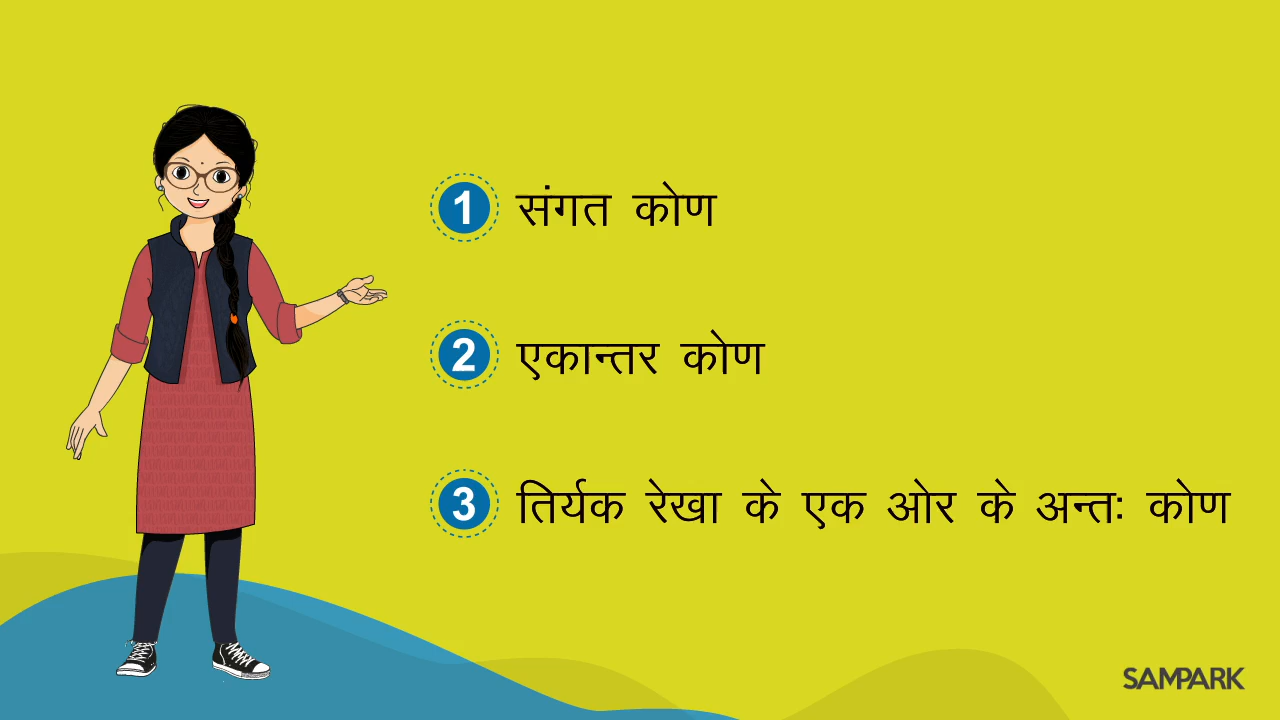 1 संगत कोण
2 एकान्तर कोण
3 तिर्यक रेखा के एक ओर के अन्तः कोण
SAMPARK